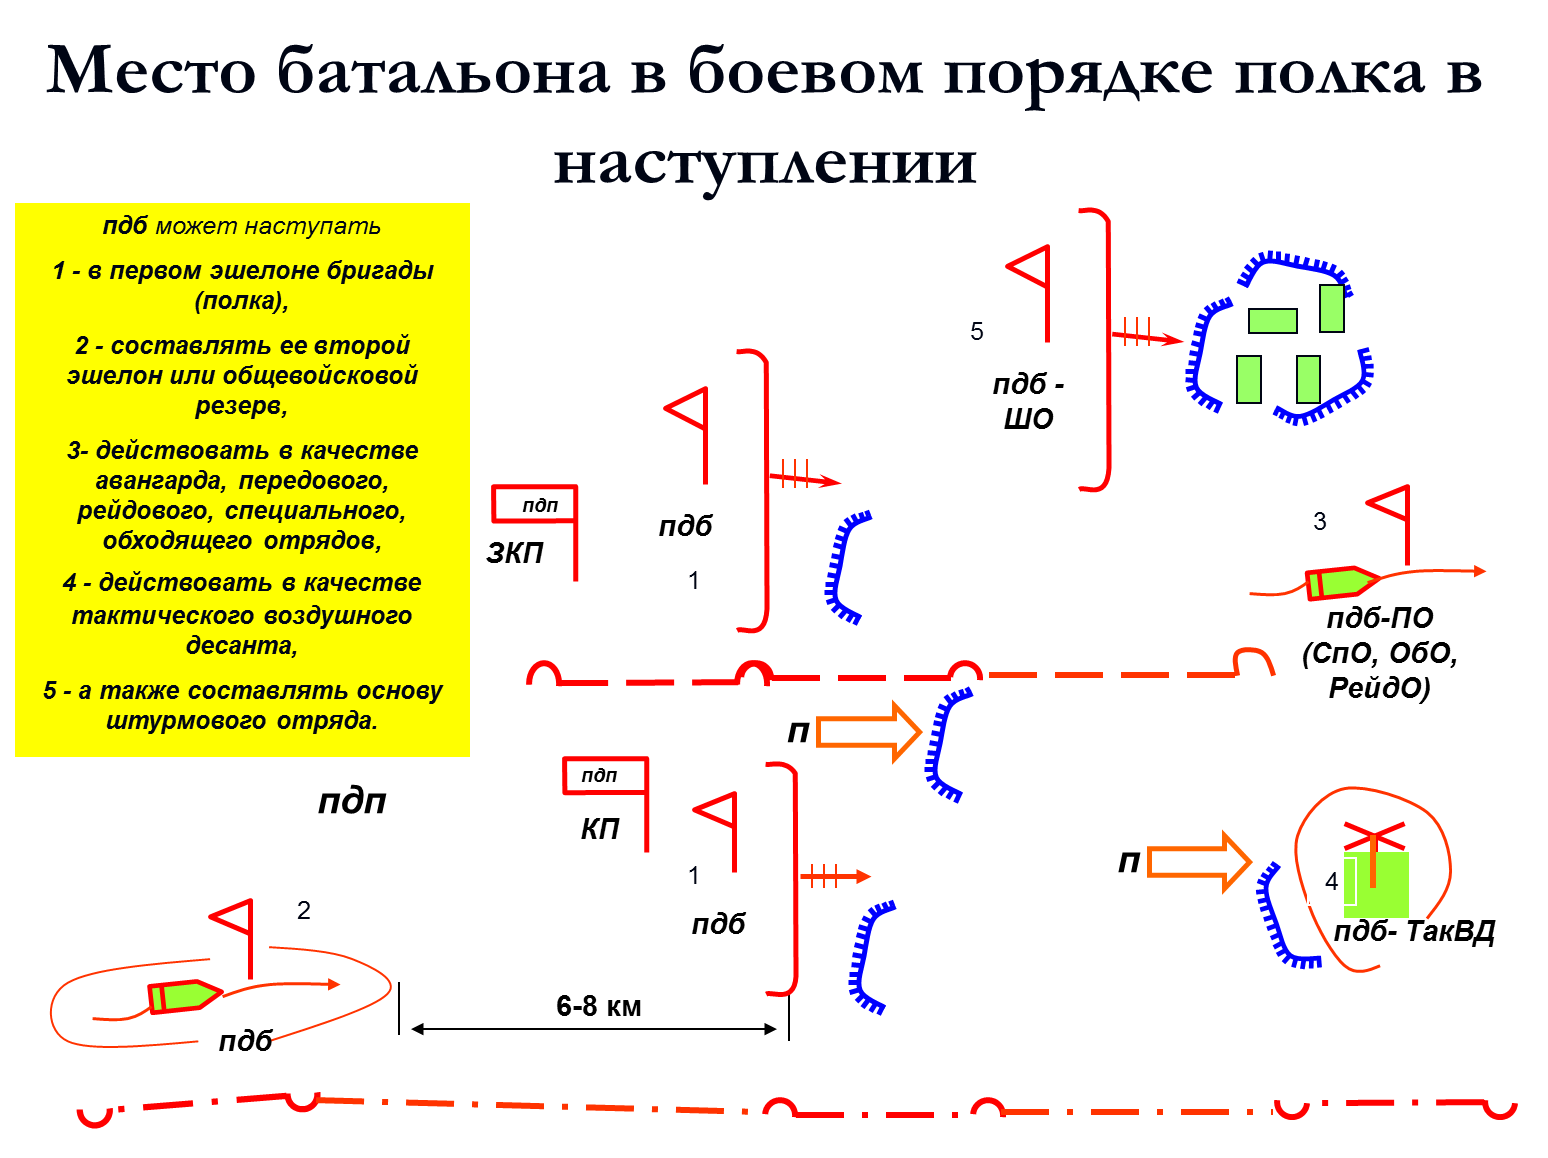 Место батальона в боевом порядке полка в
наступлении
пдб может наступать
1 - в первом эшелоне бригады
(полка),
2 - составлять ее второй
эшелон или общевойсковой
резерв,
3- действовать в качестве
авангарда, передового,
рейдового, специального,
обходящего отрядов,
4 - действовать в качестве
тактического воздушного
десанта,
5 - а также составлять основу
штурмового отряда.
5
пдб -
ШО
пдп
ЗКП
пдб
1
3
пдб-ПО
(СпО, ОбО,
РейдО)
п
пдп
КП
пдп
1
пдб
п
4
пдб- ТакВД
2
пдб
6-8 км